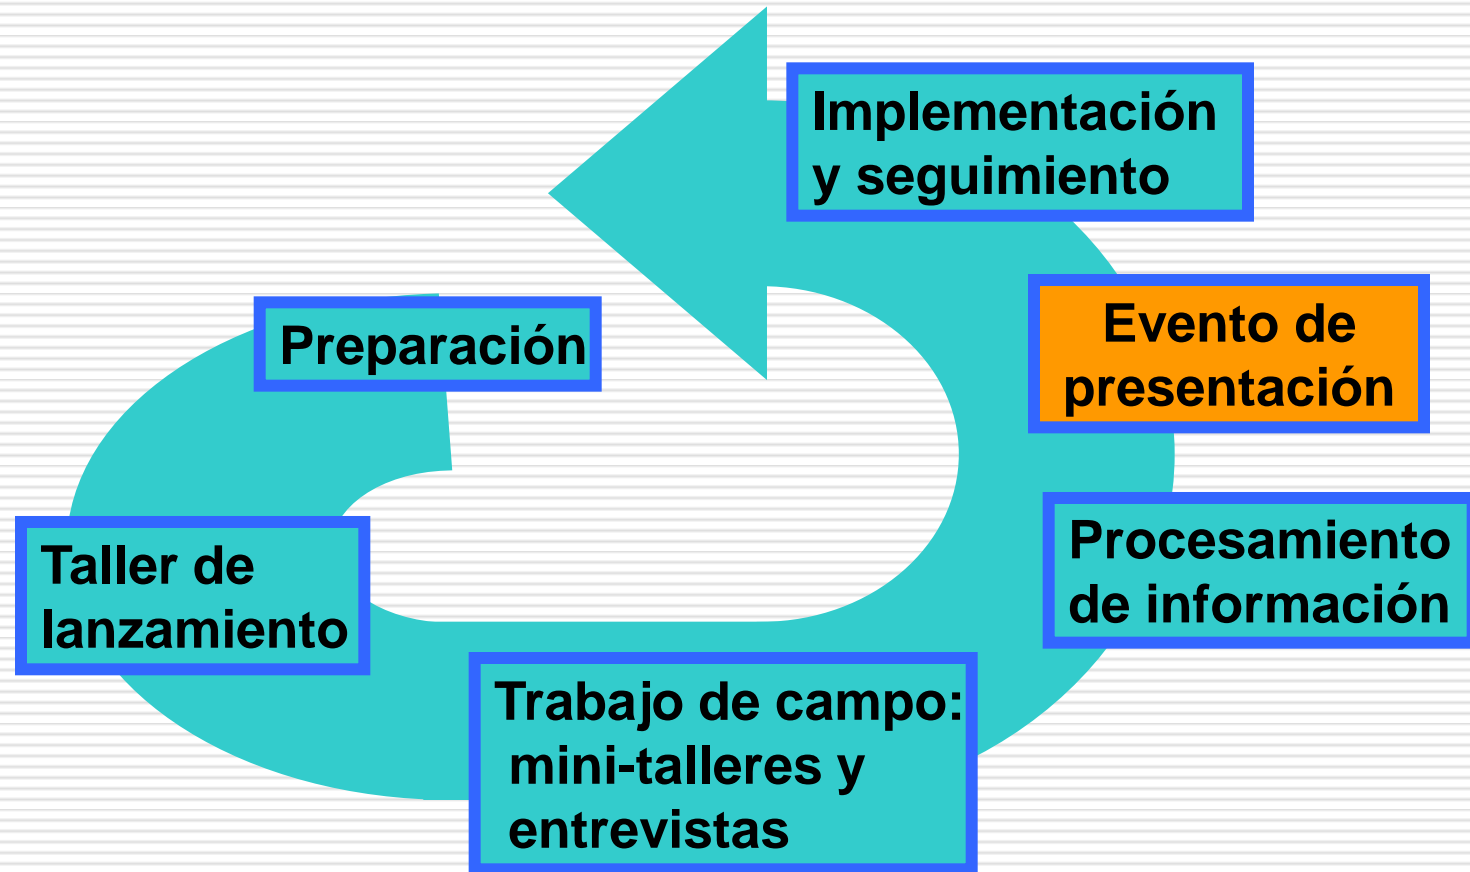 Implementación
y seguimiento
Evento de
presentación
Preparación
Procesamiento
de información
Taller de
lanzamiento
Trabajo de campo:
mini-talleres y
entrevistas